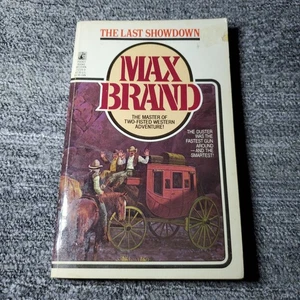 THE LAST SHOWDOWN
MAX
BRAND
THE MASTER OF
TWO-FISTED WESTERN
ADVENTURE!
THE DUSTER
WAS THE
FASTEST GUN
AROUND
—AND THE
SMARTEST!